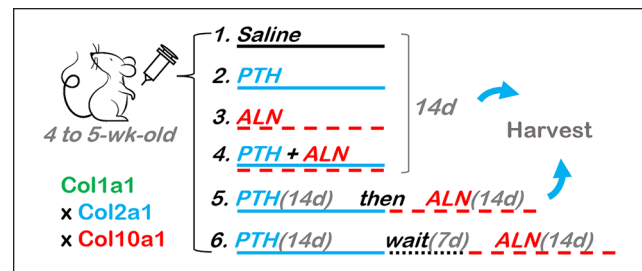 1. Saline
2. PTH
3. ALN
4. PTH + ALN
14d
Harvest
4 to 5-wk-old
5. PTH(14d) then ALN(14d)
6. PTH(14d) wait(7d) ALN(14d)
Col1a1
x Col2a1
x Col10a1